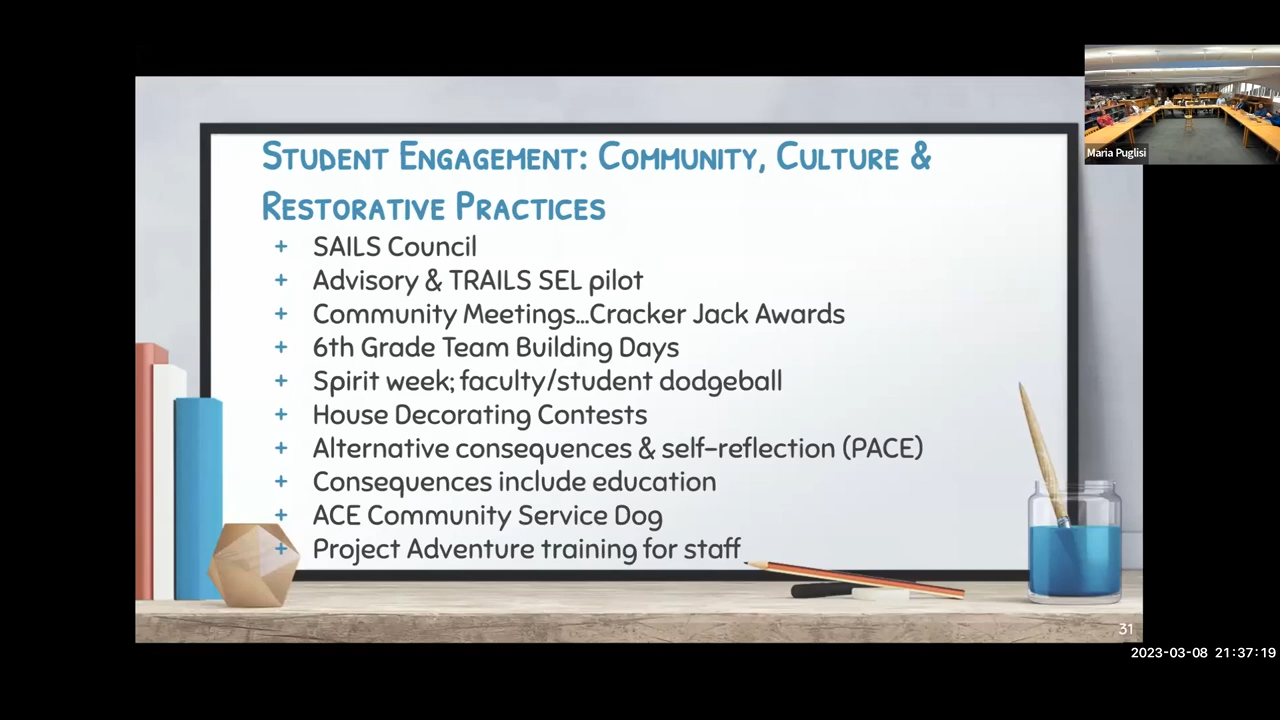 Student Engagement: Community, Culture &
Restorative Practices
+ SAILS Council
+ Advisory & TRAILS SEL pilot
+ Community Meetings...Cracker Jack Awards
+ 6th Grade Team Building Days
+ Spirit week; faculty/student dodgeball
+ House Decorating Contests
+ Alternative consequences & self-reflection (PACE)
+ Consequences include education
+ ACE Community Service Dog
+ Project Adventure training for staff
31
Maria Puglisi
2023-03-08 21:37:19